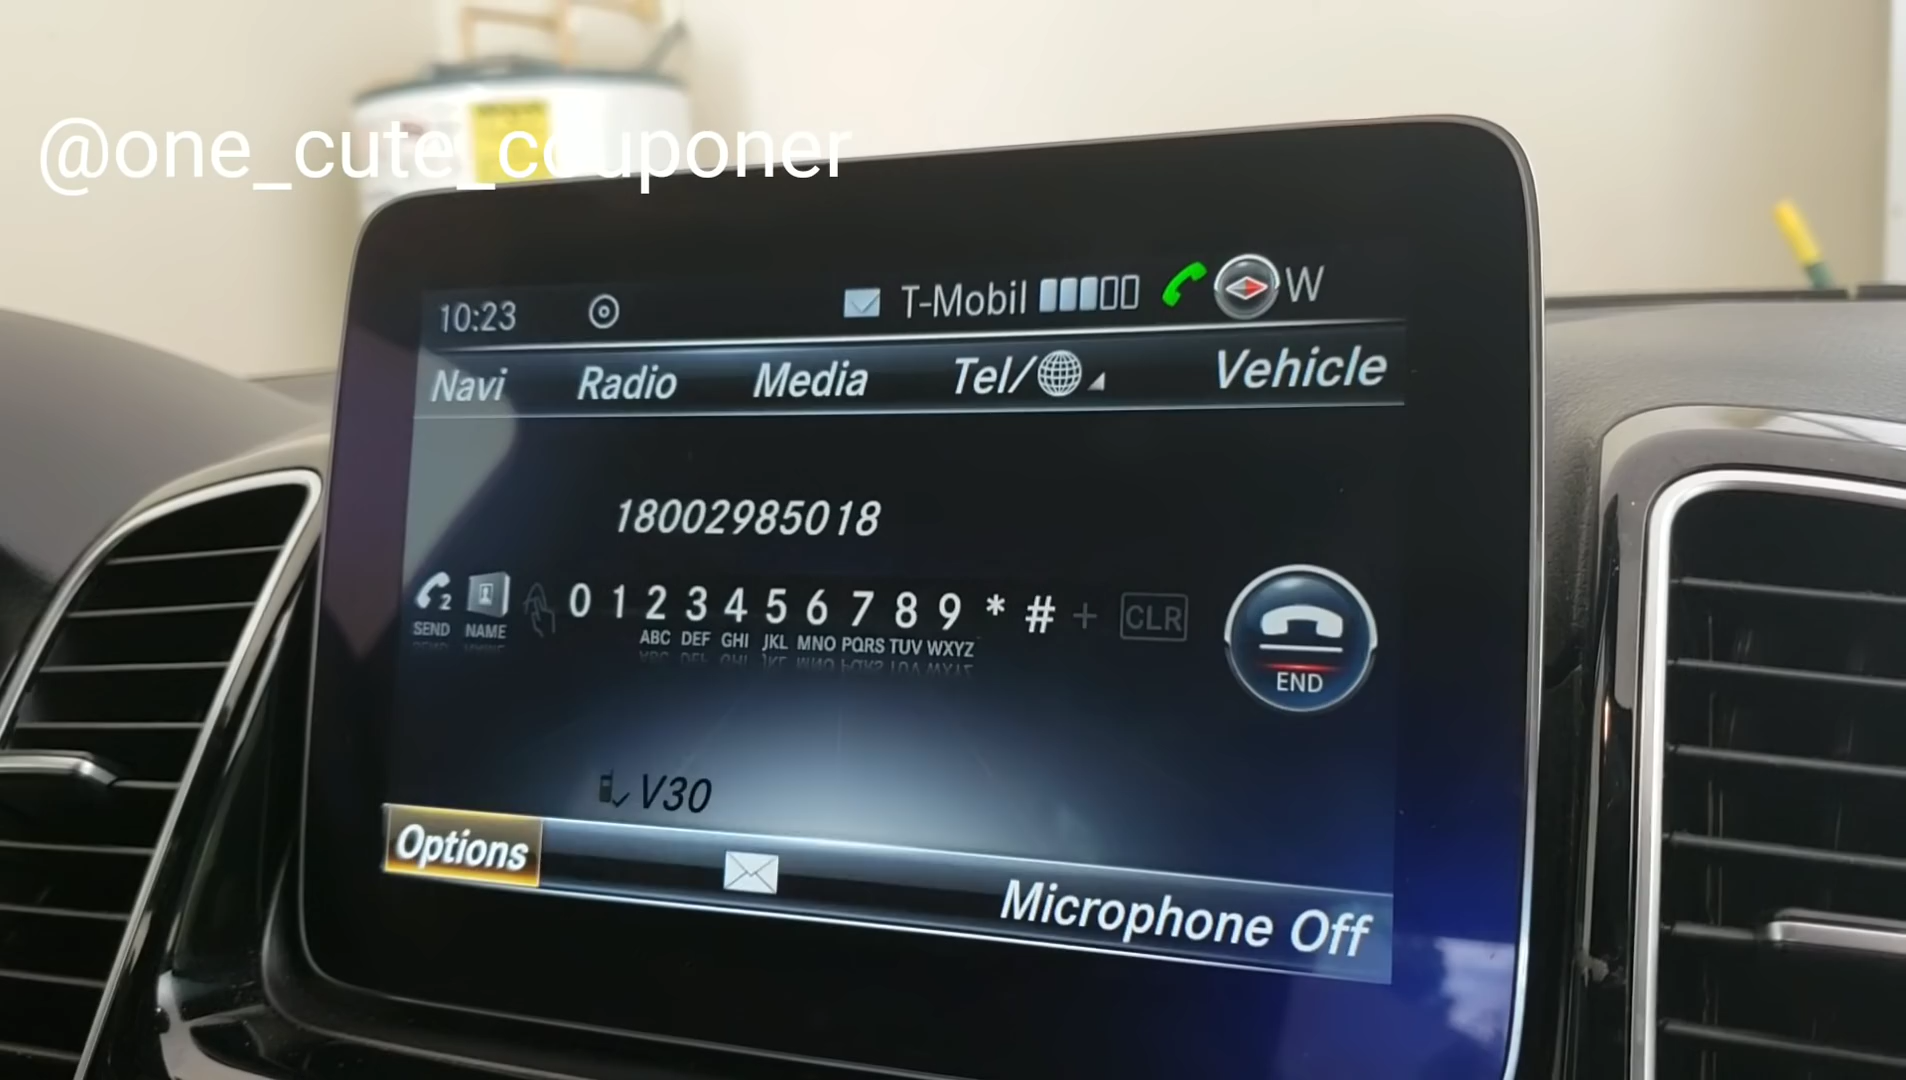 @one_cute_couponer
10:23 T-Mobil W
Navi Radio Media Tel/ Vehicle
18002985018
2 0 1 2 3 4 5 6 7 8 9 * # + CLR
SEND NAME ABC DEF GHI JKL MNO PQRS TUV WXYZ
END
V30
Options Microphone Off